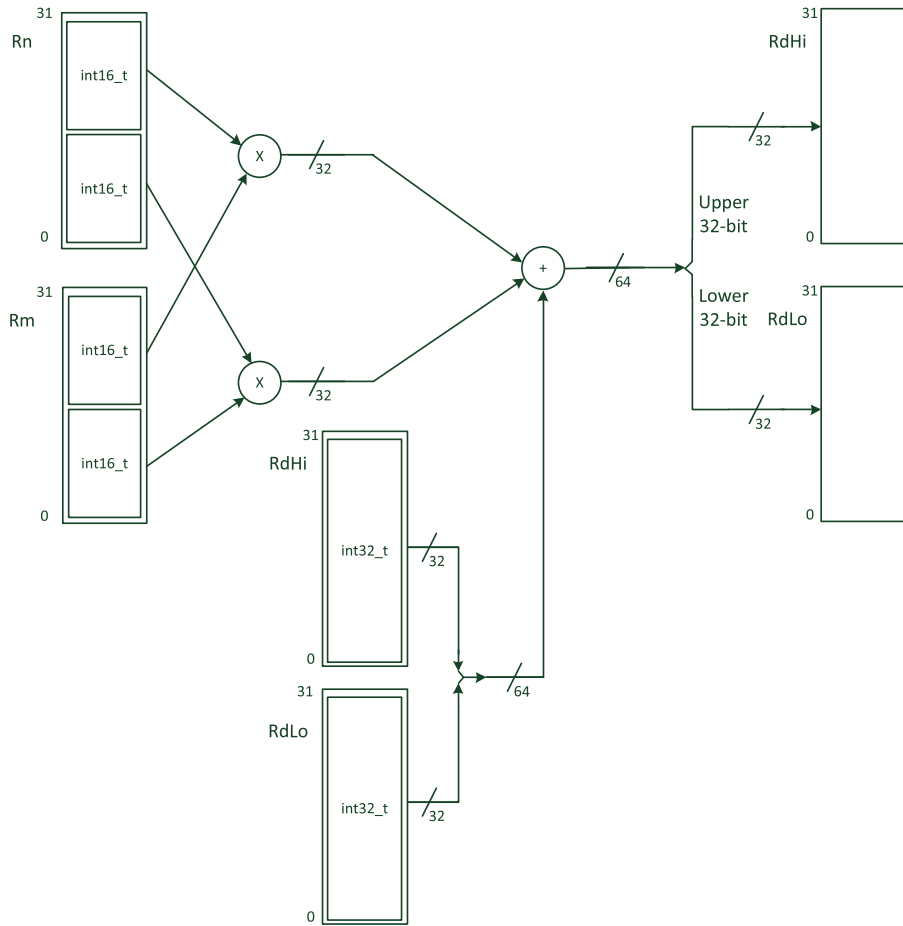 31
Rn
int16_t
int16_t
0
31
Rm
int16_t
int16_t
0
X
32
X
32
+
64
31
RdHi
int32_t
0
32
31
RdLo
int32_t
0
32
64
Upper
32-bit
Lower
32-bit
32
32
31
RdHi
0
31
RdLo
0